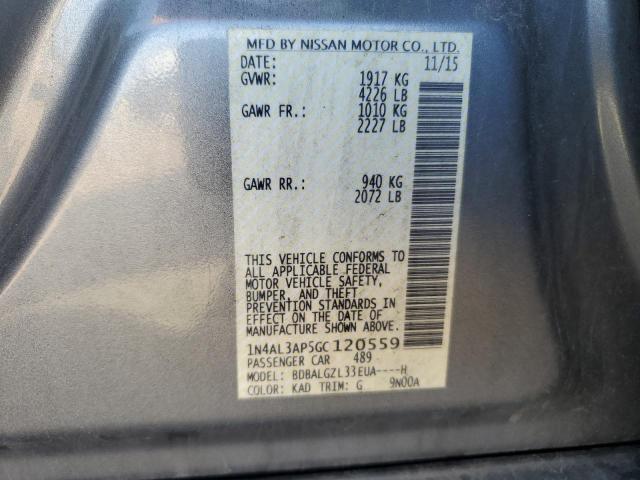 MFD BY NISSAN MOTOR CO., LTD.
DATE: 11/15
GVWR: 1917 KG
4226 LB
GAWR FR.: 1010 KG
2227 LB
GAWR RR.: 940 KG
2072 LB
THIS VEHICLE CONFORMS TO
ALL APPLICABLE FEDERAL
MOTOR VEHICLE SAFETY,
BUMPER, AND THEFT
PREVENTION STANDARDS IN
EFFECT ON THE DATE OF
MANUFACTURE SHOWN ABOVE.
1N4AL3AP5GC120559
PASSENGER CAR 489
MODEL: BDBALGZL33EUA----H
COLOR: KAD TRIM: G 9N00A